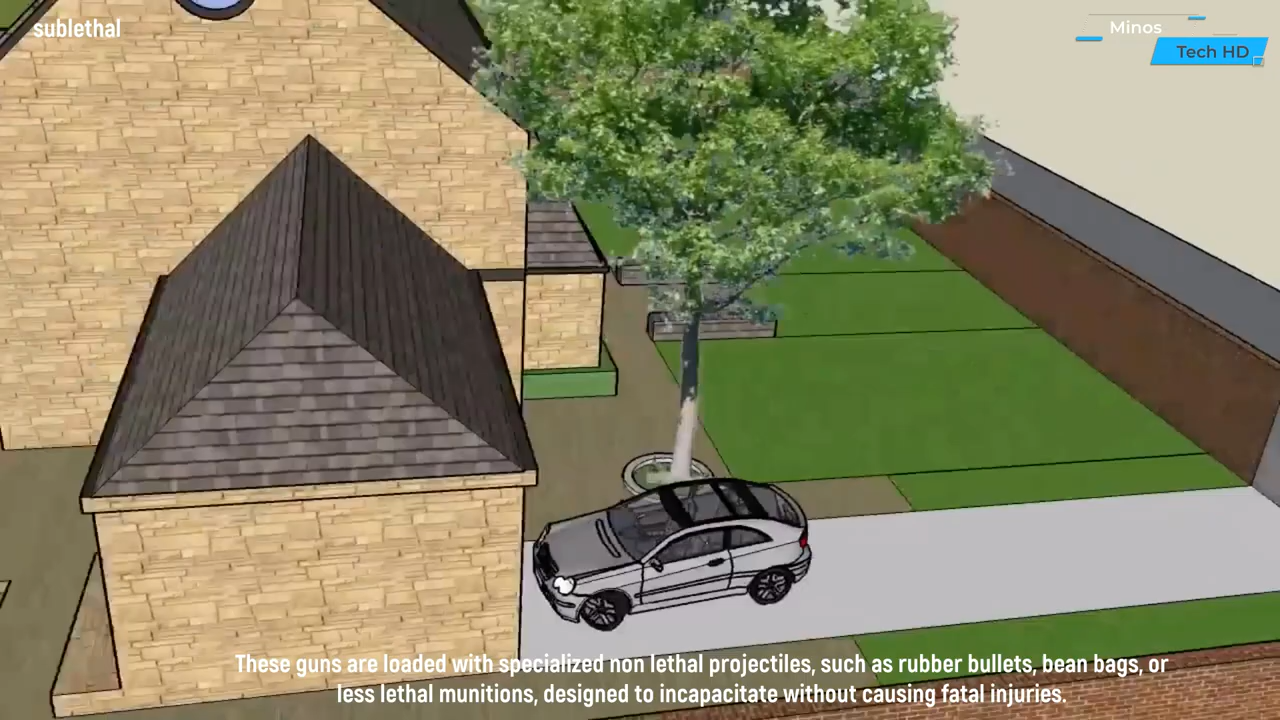 sublethal
Minos
Tech HD
These guns are loaded with specialized non lethal projectiles, such as rubber bullets, bean bags, or
less lethal munitions, designed to incapacitate without causing fatal injuries.